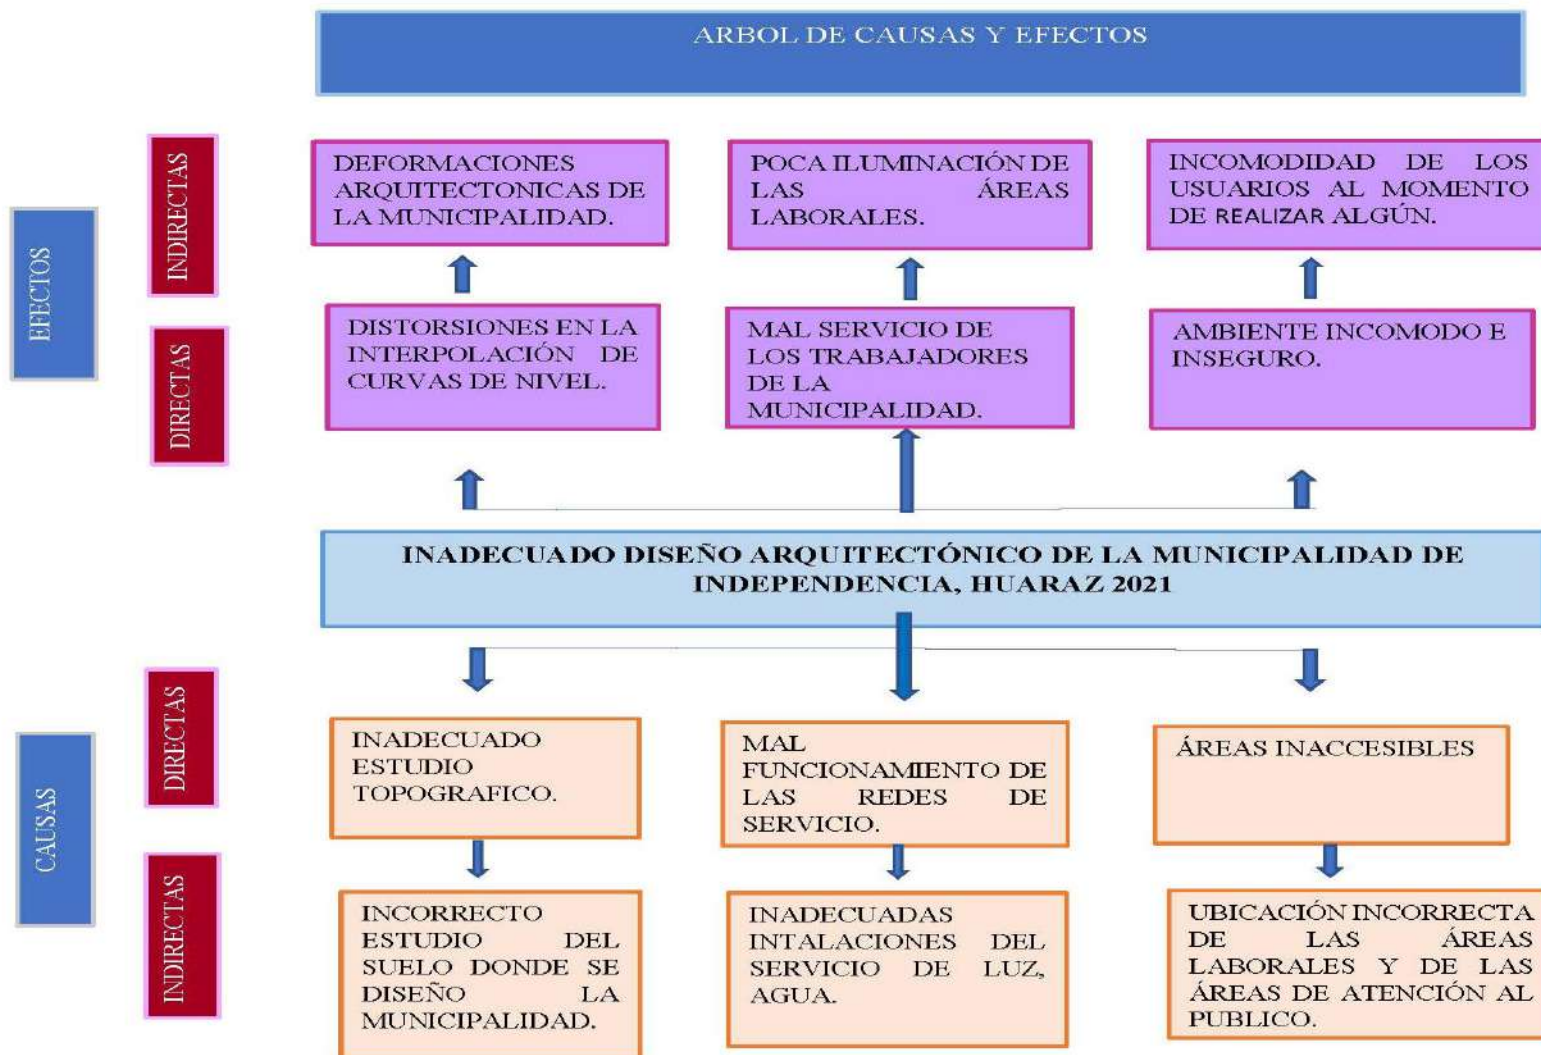 ARBOL DE CAUSAS Y EFECTOS
EFECTOS
INDIRECTAS
DEFORMACIONES
ARQUITECTONICAS DE
LA MUNICIPALIDAD.
POCA ILUMINACIÓN DE
LAS ÁREAS
LABORALES.
INCOMODIDAD DE LOS
USUARIOS AL MOMENTO
DE REALIZAR ALGÚN.
DIRECTAS
DISTORSIONES EN LA
INTERPOLACIÓN DE
CURVAS DE NIVEL.
MAL SERVICIO DE
LOS TRABAJADORES
DE LA
MUNICIPALIDAD.
AMBIENTE INCOMODO E
INSEGURO.
INADECUADO DISEÑO ARQUITECTÓNICO DE LA MUNICIPALIDAD DE
INDEPENDENCIA, HUARAZ 2021
CAUSAS
DIRECTAS
INADECUADO
ESTUDIO
TOPOGRAFICO.
MAL
FUNCIONAMIENTO DE
LAS REDES DE
SERVICIO.
ÁREAS INACCESIBLES
INDIRECTAS
INCORRECTO
ESTUDIO DEL
SUELO DONDE SE
DISEÑO LA
MUNICIPALIDAD.
INADECUADAS
INTALACIONES DEL
SERVICIO DE LUZ,
AGUA.
UBICACIÓN INCORRECTA
DE LAS ÁREAS
LABORALES Y DE LAS
ÁREAS DE ATENCIÓN AL
PUBLICO.